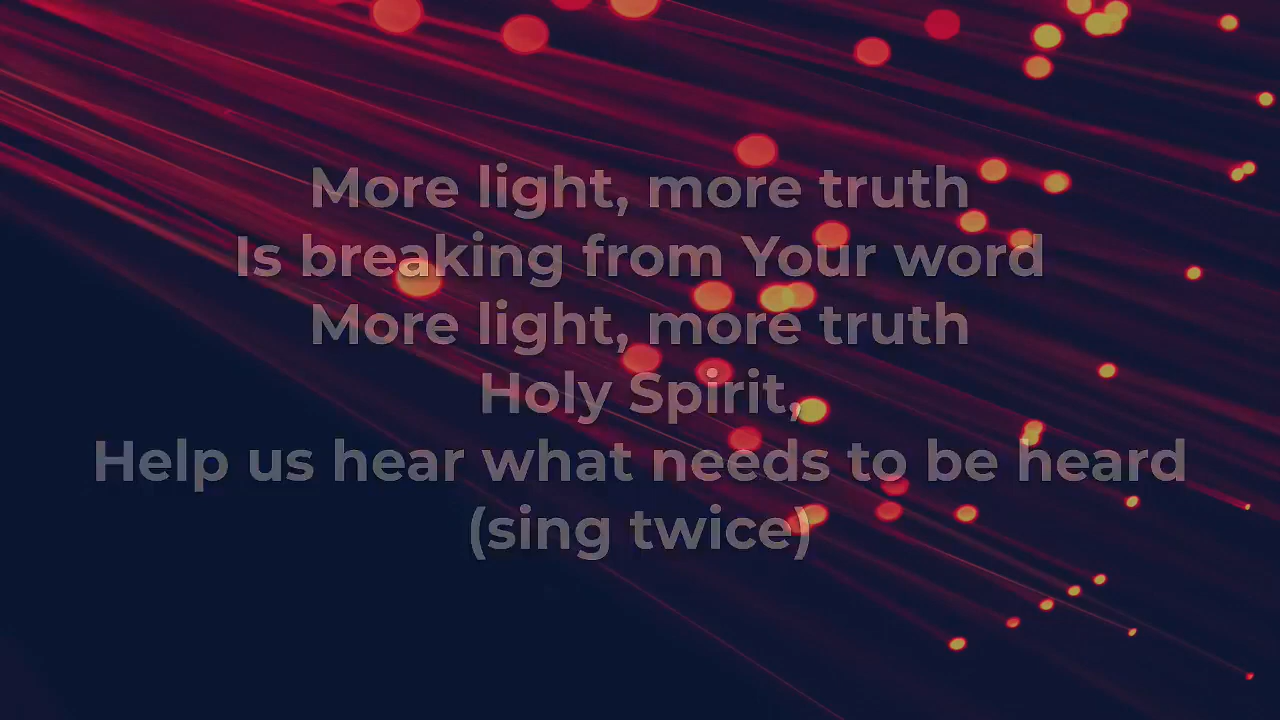 More light, more truth
Is breaking from Your word
More light, more truth
Holy Spirit,
Help us hear what needs to be heard
(sing twice)